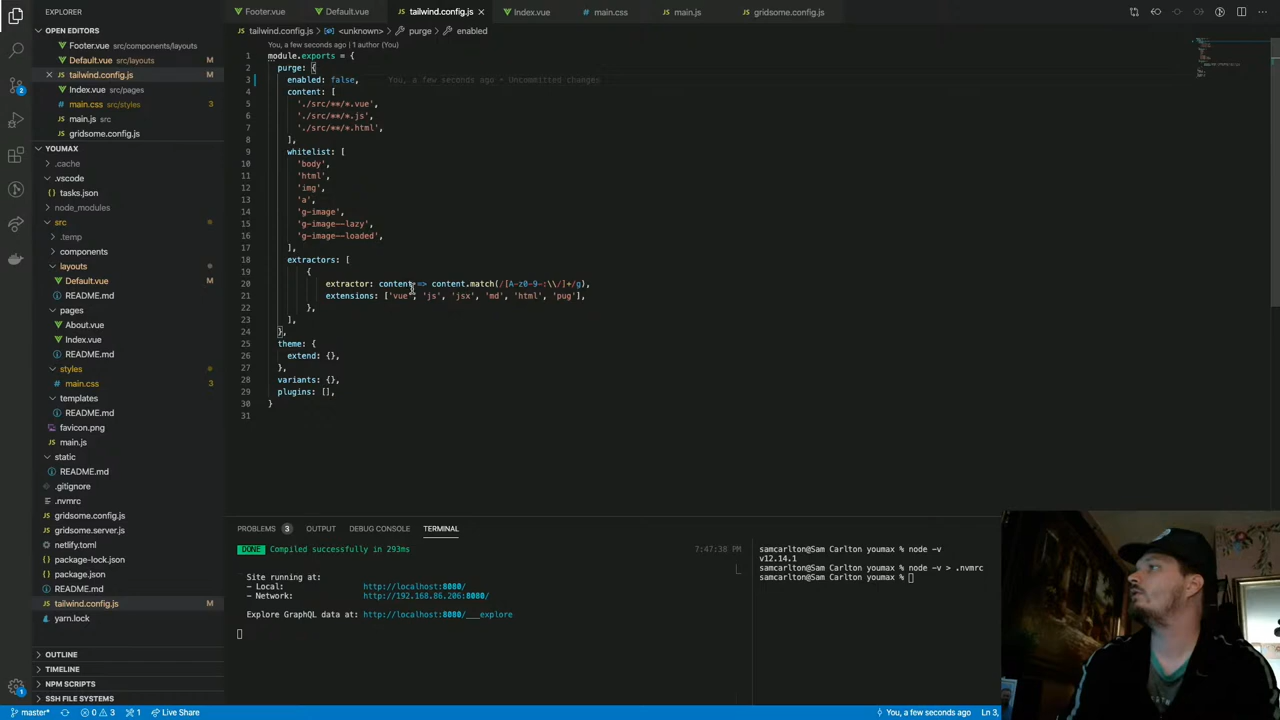 EXPLORER
OPEN EDITORS
Footer.vue src/components/layouts
Default.vue src/layouts
tailwind.config.js M
Index.vue src/pages
main.css src/styles 3
main.js src
gridsome.config.js
YOUMAX
.cache
.vscode
tasks.json
node_modules
src
.temp
components
layouts
Default.vue M
README.md
pages
About.vue
Index.vue
README.md
styles
main.css 3
templates
README.md
favicon.png
main.js
static
README.md
.gitignore
.nvmrc
gridsome.config.js
gridsome.server.js
netlify.toml
package-lock.json
package.json
README.md
tailwind.config.js M
yarn.lock
OUTLINE
TIMELINE
NPM SCRIPTS
SSH FILE SYSTEMS
Footer.vue Default.vue tailwind.config.js Index.vue main.css main.js gridsome.config.js
tailwind.config.js > <unknown> > purge > enabled
You, a few seconds ago | 1 author (You)
1 module.exports = {
2 purge: {
3 enabled: false, You, a few seconds ago • Uncommitted changes
4 content: [
5 './src/**/*.vue',
6 './src/**/*.js',
7 './src/**/*.html',
8 ],
9 whitelist: [
10 'body',
11 'html',
12 'img',
13 'a',
14 'g-image',
15 'g-image--lazy',
16 'g-image--loaded',
17 ],
18 extractors: [
19 {
20 extractor: content => content.match(/[A-z0-9-:\\/]+/g),
21 extensions: ['vue', 'js', 'jsx', 'md', 'html', 'pug'],
22 },
23 ],
24 },
25 theme: {
26 extend: {},
27 },
28 variants: {},
29 plugins: [],
30 }
31
PROBLEMS 3 OUTPUT DEBUG CONSOLE TERMINAL
DONE Compiled successfully in 293ms 7:47:38 PM
Site running at:
- Local: http://localhost:8080/
- Network: http://192.168.86.206:8080/
Explore GraphQL data at: http://localhost:8080/___explore
samcarlton@Sam Carlton youmax % node -v
v12.14.1
samcarlton@Sam Carlton youmax % node -v > .nvmrc
samcarlton@Sam Carlton youmax %
master* 0 3 1 Live Share You, a few seconds ago Ln 3,